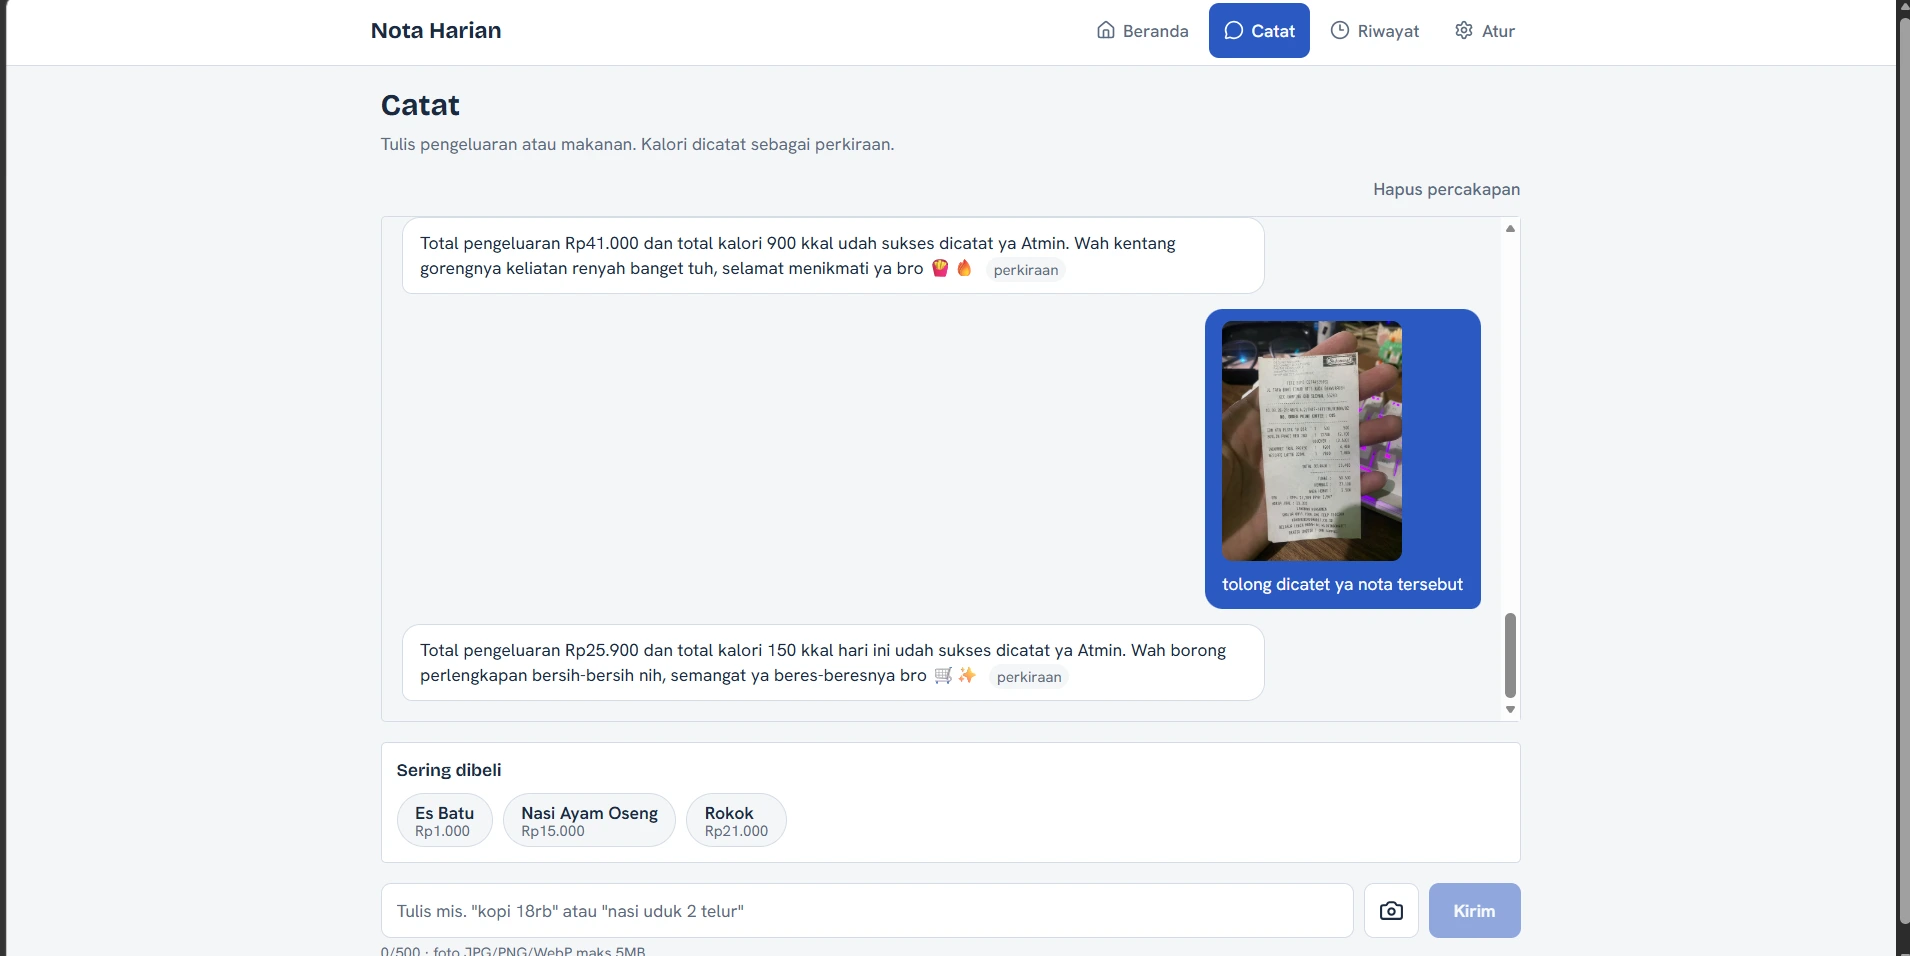 Nota Harian
Beranda
Catat
Riwayat
Atur
Catat
Tulis pengeluaran atau makanan. Kalori dicatat sebagai perkiraan.
Hapus percakapan
Total pengeluaran Rp41.000 dan total kalori 900 kkal udah sukses dicatat ya Atmin. Wah kentang
gorengnya keliatan renyah banget tuh, selamat menikmati ya bro 🍟 🔥 perkiraan
tolong dicatet ya nota tersebut
Total pengeluaran Rp25.900 dan total kalori 150 kkal hari ini udah sukses dicatat ya Atmin. Wah borong
perlengkapan bersih-bersih nih, semangat ya beres-beresnya bro 🛒 ✨ perkiraan
Sering dibeli
Es Batu
Rp1.000
Nasi Ayam Oseng
Rp15.000
Rokok
Rp21.000
Tulis mis. "kopi 18rb" atau "nasi uduk 2 telur"
Kirim
0/500 · foto JPG/PNG/WebP maks 5MB